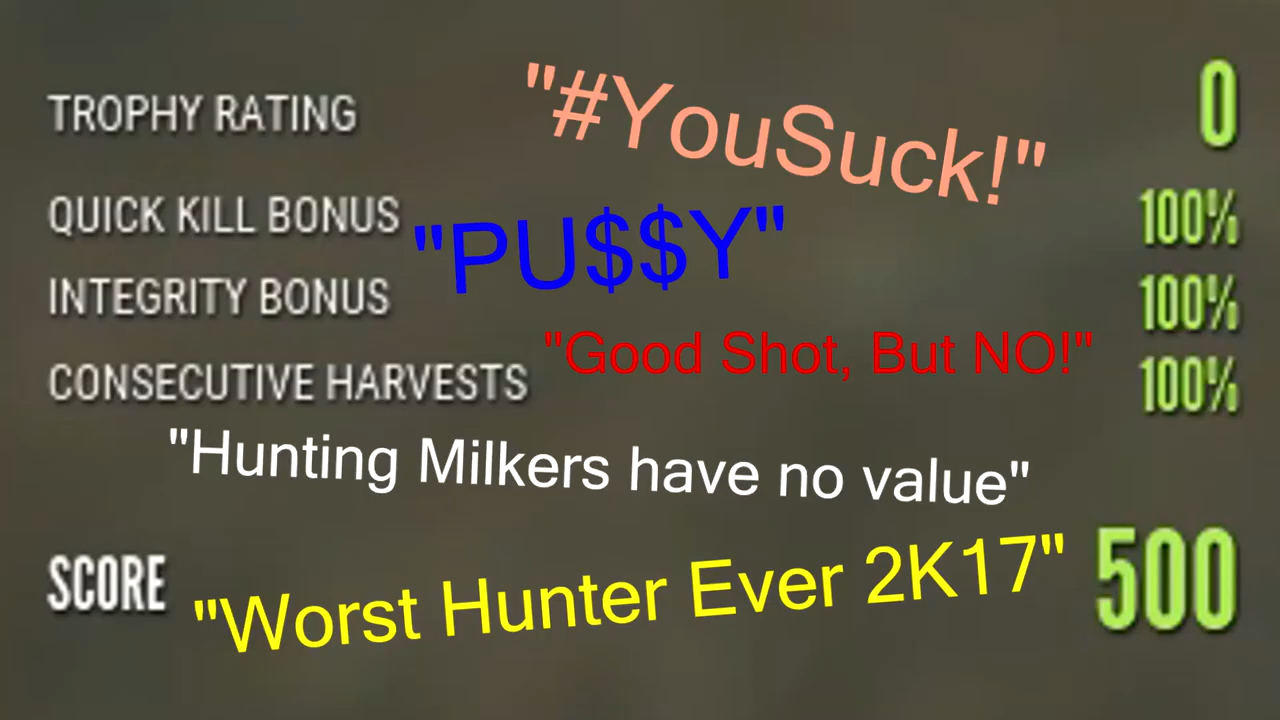 TROPHY RATING
"#YouSuck!"
0
QUICK KILL BONUS
"PU$$Y"
100%
INTEGRITY BONUS
100%
"Good Shot, But NO!"
CONSECUTIVE HARVESTS
100%
"Hunting Milkers have no value"
SCORE
"Worst Hunter Ever 2K17"
500